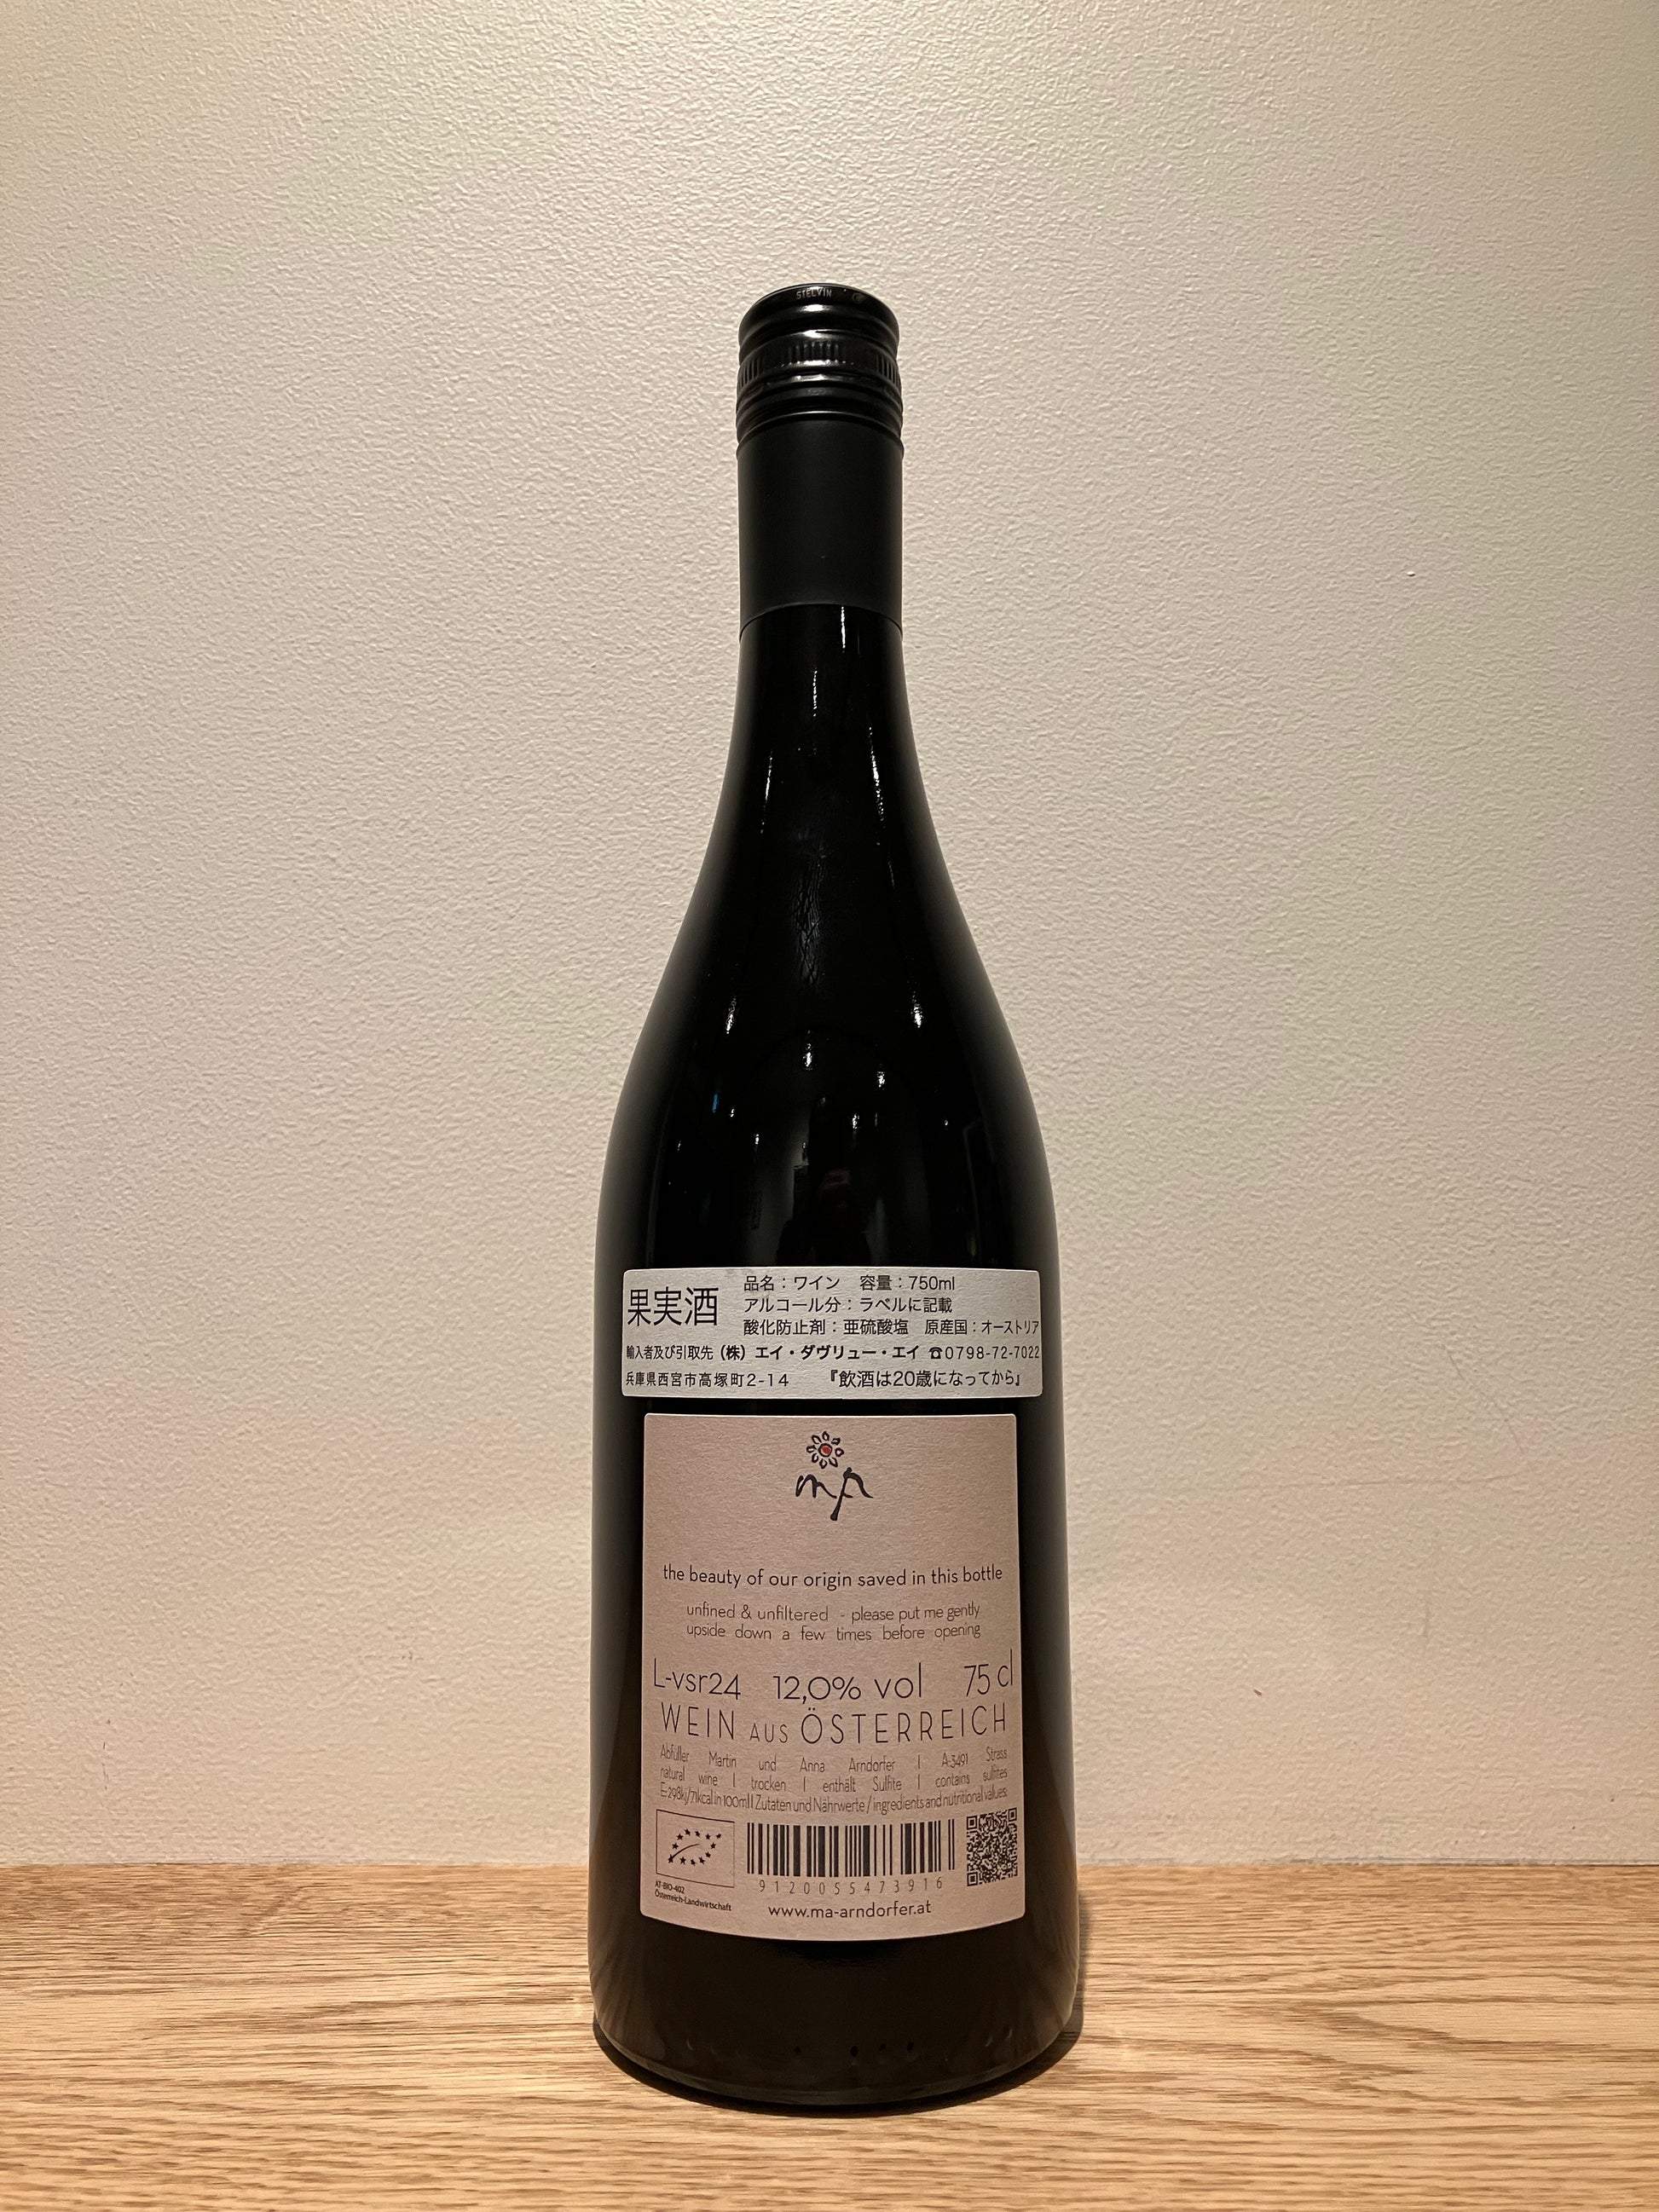 STELVIN
果実酒
品名：ワイン　容量：750ml
アルコール分：ラベルに記載
酸化防止剤：亜硫酸塩　原産国：オーストリア
輸入者及び引取先（株）エイ・ダヴリュー・エイ ☎0798-72-7022
兵庫県西宮市高塚町2-14　『飲酒は20歳になってから』
ma
the beauty of our origin saved in this bottle
unfined & unfiltered - please put me gently
upside down a few times before opening
L-vsr24 12,0% vol 75 cl
WEIN AUS ÖSTERREICH
Abfüller Martin und Anna Arndorfer | A-3491 Strass
natural wine | trocken | enthält Sulfite | contains sulfites
E: 298kj/71kcal in 100ml | Zutaten und Nährwerte / ingredients and nutritional values:
AT-BIO-402
Österreich-Landwirtschaft
9120055473916
www.ma-arndorfer.at